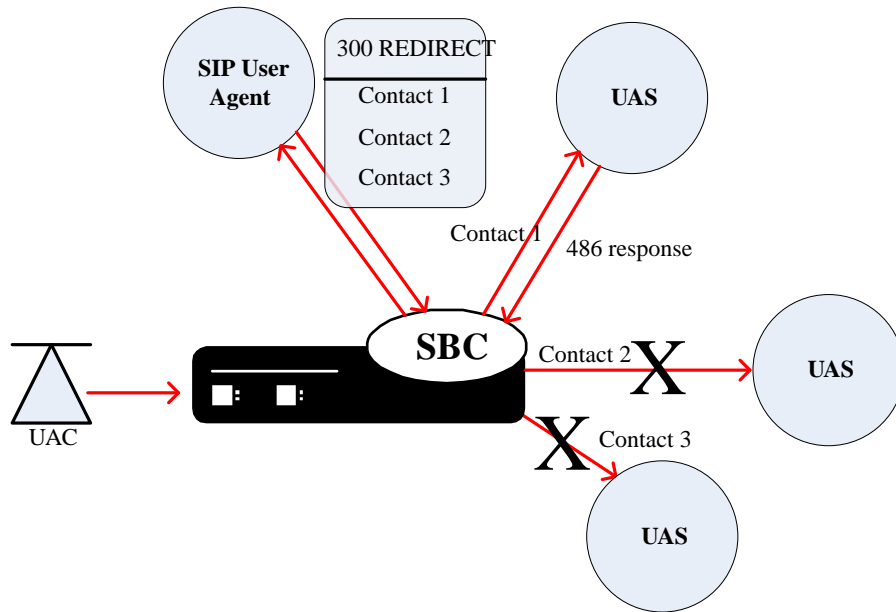 300 REDIRECT
SIP User
Agent
Contact 1
Contact 2
Contact 3
UAS
Contact 1
486 response
SBC
Contact 2
X
UAS
UAC
X
Contact 3
UAS